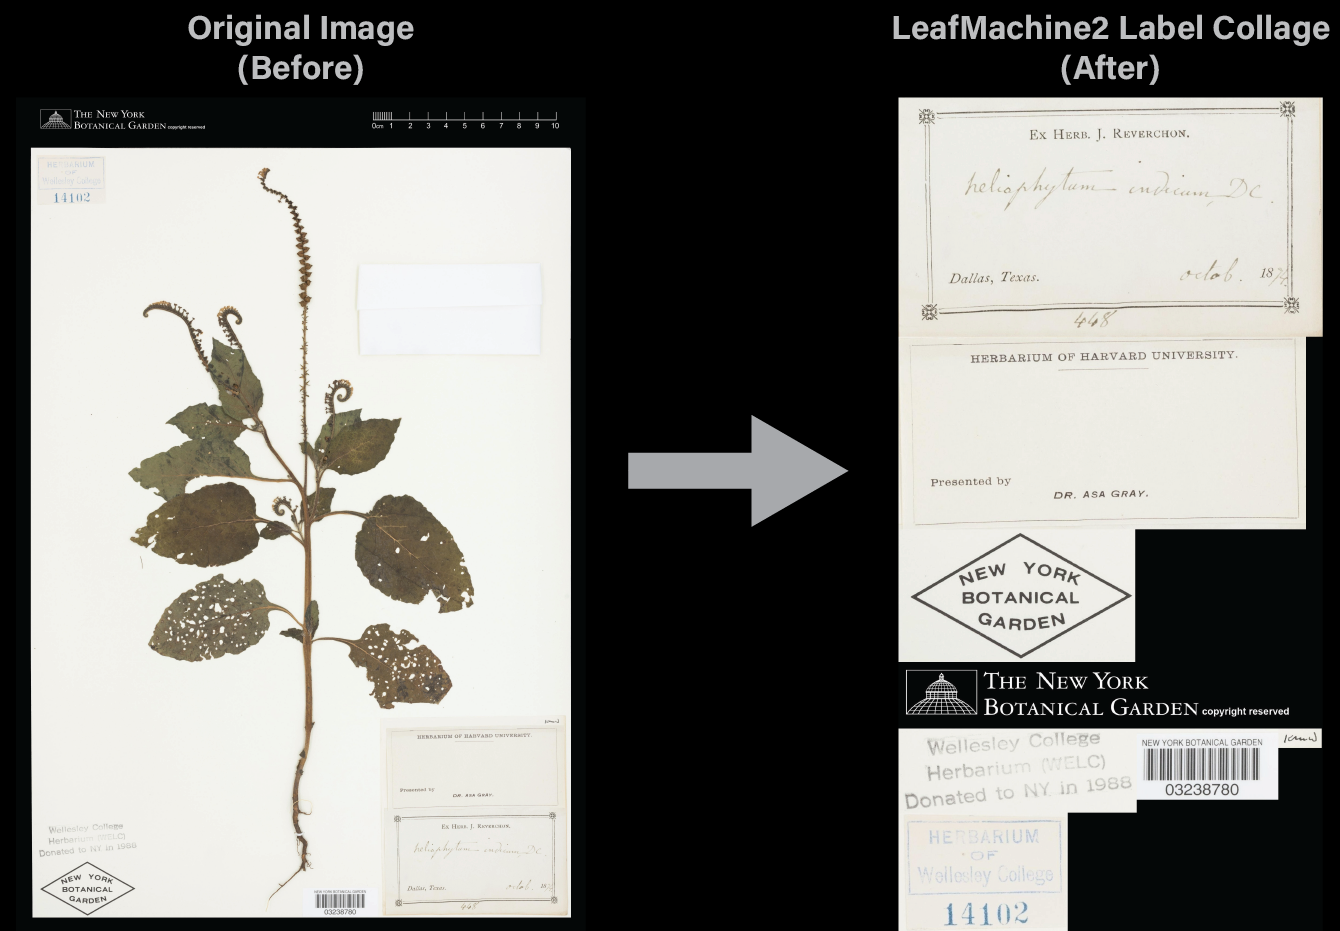 Original Image
(Before)
LeafMachine2 Label Collage
(After)
THE NEW YORK
BOTANICAL GARDEN copyright reserved
0cm 1 2 3 4 5 6 7 8 9 10
HERBARIUM
OF
Wellesley College
14102
HERBARIUM OF HARVARD UNIVERSITY.
Presented by
DR. ASA GRAY.
EX HERB. J. REVERCHON.
heliophytum indicum, DC
Dallas, Texas. octob. 18
448
Wellesley College
Herbarium (WELC)
Donated to NY in 1988
NEW YORK
BOTANICAL
GARDEN
NEW YORK BOTANICAL GARDEN
03238780
EX HERB. J. REVERCHON.
heliophytum indicum, DC.
Dallas, Texas. octob. 187
448
HERBARIUM OF HARVARD UNIVERSITY.
Presented by
DR. ASA GRAY.
NEW YORK
BOTANICAL
GARDEN
THE NEW YORK
BOTANICAL GARDEN copyright reserved
Wellesley College
Herbarium (WELC)
Donated to NY in 1988
NEW YORK BOTANICAL GARDEN
03238780
HERBARIUM
OF
Wellesley College
14102